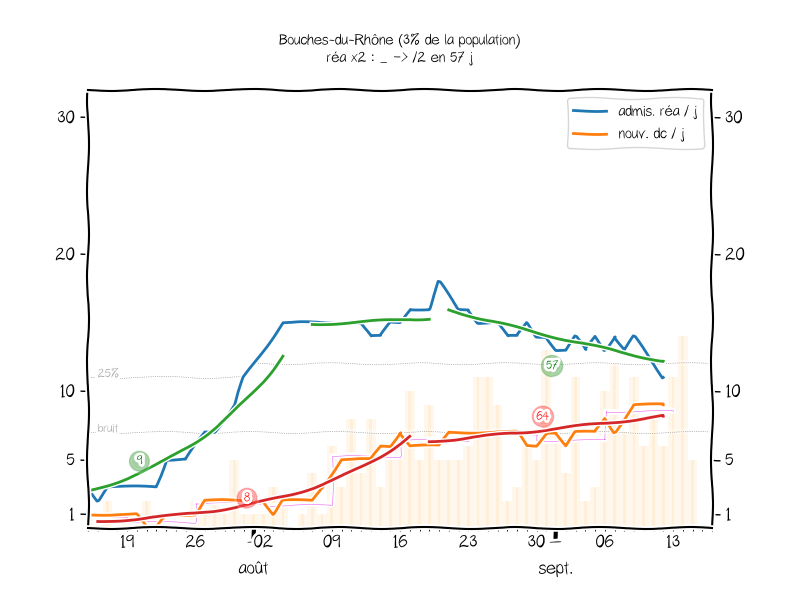 Bouches-du-Rhône (3% de la population)
réa x2 : _ -> /2 en 57 j
admis. réa / j
nouv. dc / j
30
30
20
20
25%
57
10
10
64
bruit
9
5
5
8
1
1
19 26 02 09 16 23 30 06 13
août sept.